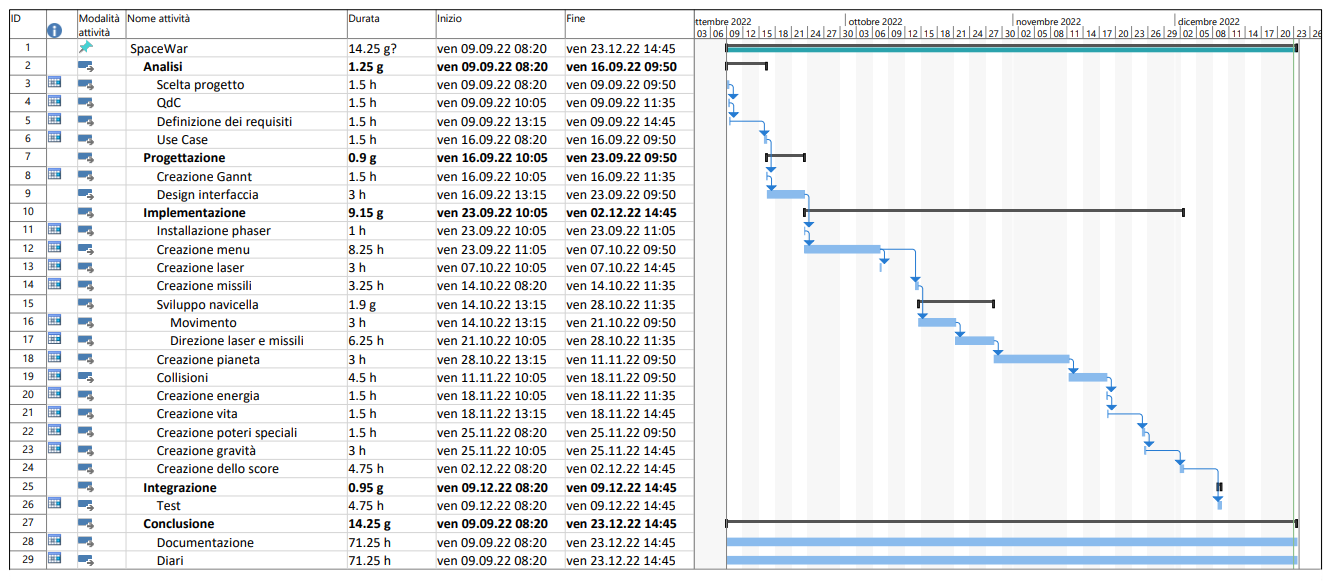 ID Modalità attività Nome attività Durata Inizio Fine ttembre 2022 ottobre 2022 novembre 2022 dicembre 2022
03 06 09 12 15 18 21 24 27 30 03 06 09 12 15 18 21 24 27 30 02 05 08 11 14 17 20 23 26 29 02 05 08 11 14 17 20 23 26
1 SpaceWar 14.25 g? ven 09.09.22 08:20 ven 23.12.22 14:45
2 Analisi 1.25 g ven 09.09.22 08:20 ven 16.09.22 09:50
3 Scelta progetto 1.5 h ven 09.09.22 08:20 ven 09.09.22 09:50
4 QdC 1.5 h ven 09.09.22 10:05 ven 09.09.22 11:35
5 Definizione dei requisiti 1.5 h ven 09.09.22 13:15 ven 09.09.22 14:45
6 Use Case 1.5 h ven 16.09.22 08:20 ven 16.09.22 09:50
7 Progettazione 0.9 g ven 16.09.22 10:05 ven 23.09.22 09:50
8 Creazione Gannt 1.5 h ven 16.09.22 10:05 ven 16.09.22 11:35
9 Design interfaccia 3 h ven 16.09.22 13:15 ven 23.09.22 09:50
10 Implementazione 9.15 g ven 23.09.22 10:05 ven 02.12.22 14:45
11 Installazione phaser 1 h ven 23.09.22 10:05 ven 23.09.22 11:05
12 Creazione menu 8.25 h ven 23.09.22 11:05 ven 07.10.22 09:50
13 Creazione laser 3 h ven 07.10.22 10:05 ven 07.10.22 14:45
14 Creazione missili 3.25 h ven 14.10.22 08:20 ven 14.10.22 11:35
15 Sviluppo navicella 1.9 g ven 14.10.22 13:15 ven 28.10.22 11:35
16 Movimento 3 h ven 14.10.22 13:15 ven 21.10.22 09:50
17 Direzione laser e missili 6.25 h ven 21.10.22 10:05 ven 28.10.22 11:35
18 Creazione pianeta 3 h ven 28.10.22 13:15 ven 11.11.22 09:50
19 Collisioni 4.5 h ven 11.11.22 10:05 ven 18.11.22 09:50
20 Creazione energia 1.5 h ven 18.11.22 10:05 ven 18.11.22 11:35
21 Creazione vita 1.5 h ven 18.11.22 13:15 ven 18.11.22 14:45
22 Creazione poteri speciali 1.5 h ven 25.11.22 08:20 ven 25.11.22 09:50
23 Creazione gravità 3 h ven 25.11.22 10:05 ven 25.11.22 14:45
24 Creazione dello score 4.75 h ven 02.12.22 08:20 ven 02.12.22 14:45
25 Integrazione 0.95 g ven 09.12.22 08:20 ven 09.12.22 14:45
26 Test 4.75 h ven 09.12.22 08:20 ven 09.12.22 14:45
27 Conclusione 14.25 g ven 09.09.22 08:20 ven 23.12.22 14:45
28 Documentazione 71.25 h ven 09.09.22 08:20 ven 23.12.22 14:45
29 Diari 71.25 h ven 09.09.22 08:20 ven 23.12.22 14:45